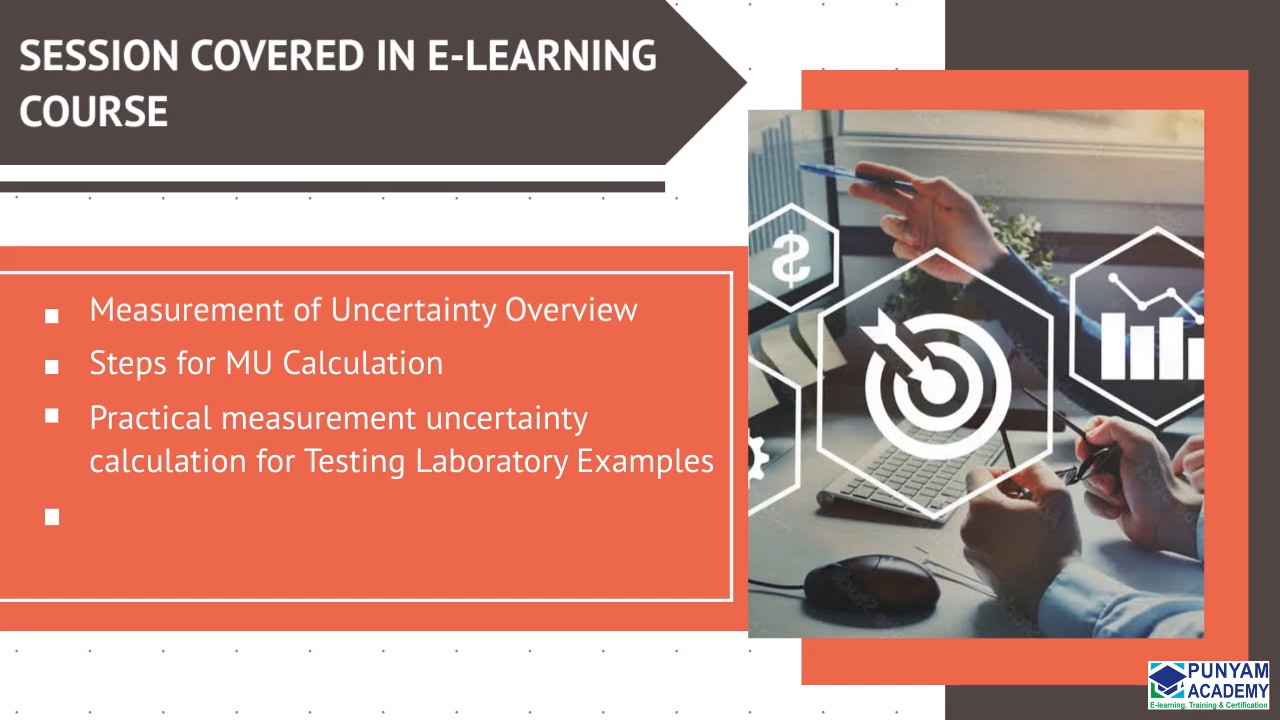 SESSION COVERED IN E-LEARNING
COURSE
Measurement of Uncertainty Overview
Steps for MU Calculation
Practical measurement uncertainty
calculation for Testing Laboratory Examples
$
PUNYAM
ACADEMY
E-learning, Training & Certification